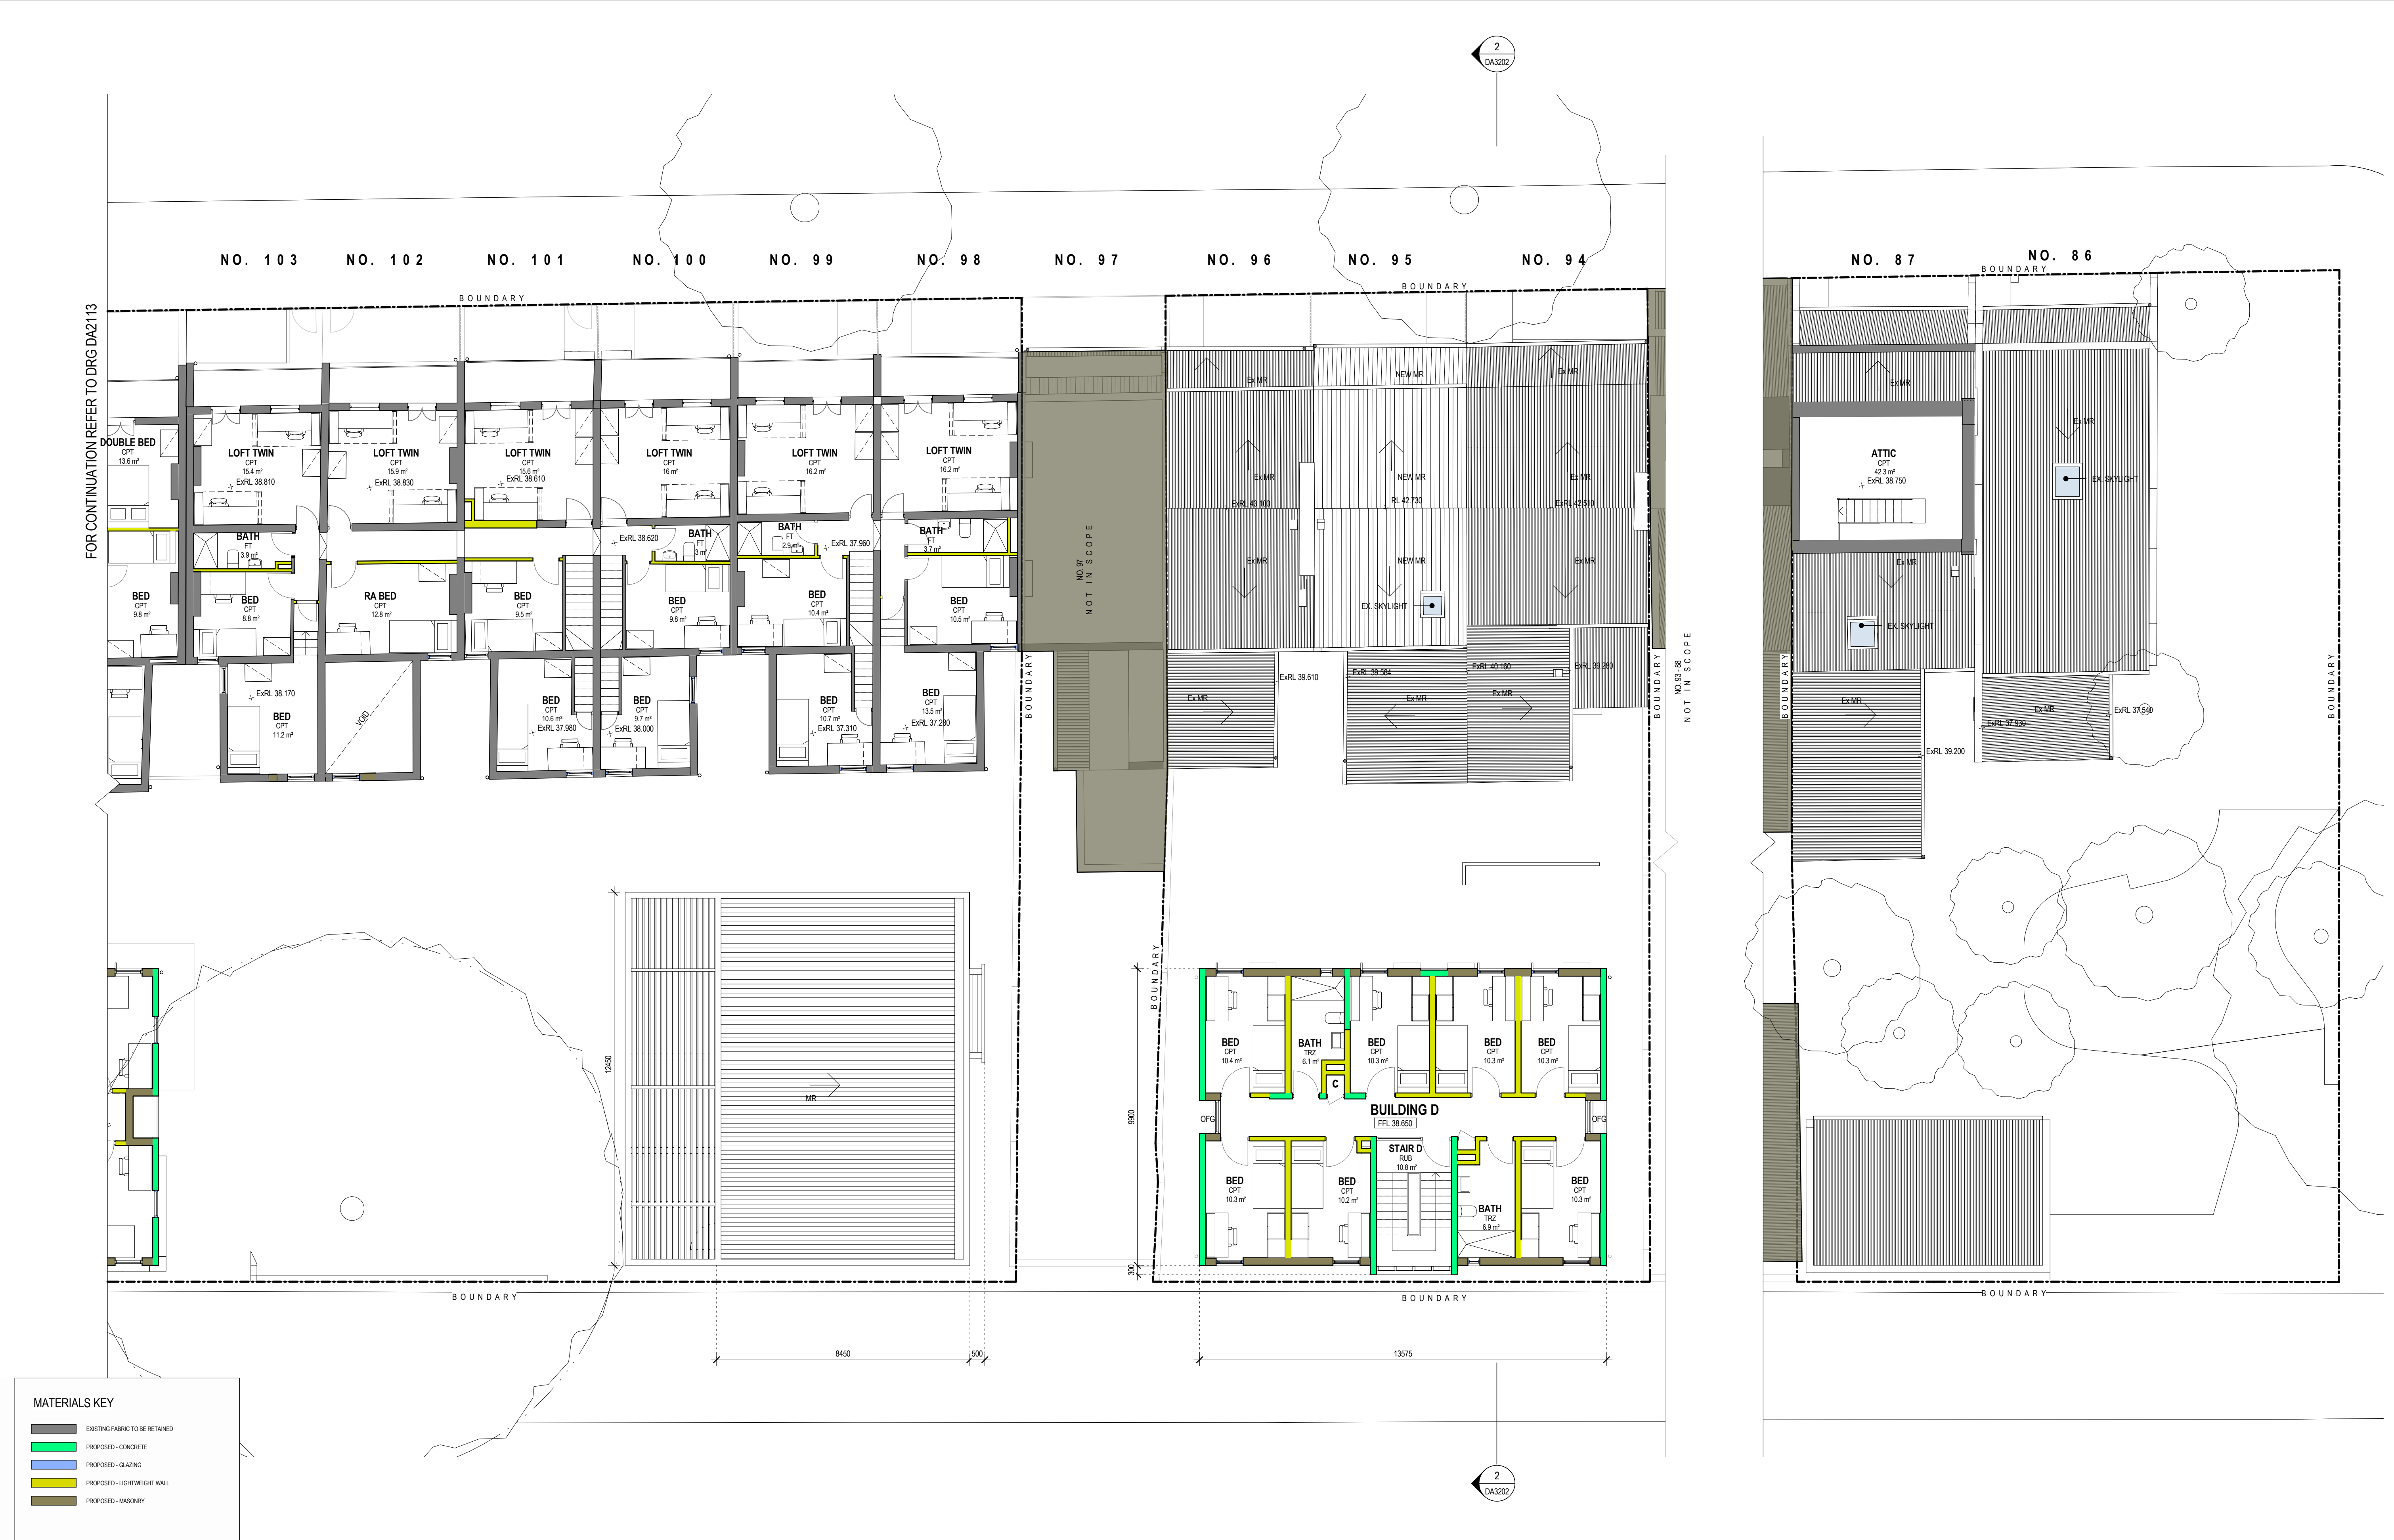 2
DA3202
NO. 103
NO. 102
NO. 101
NO. 100
NO. 99
NO. 98
NO. 97
NO. 96
NO. 95
NO. 94
NO. 87
NO. 86
BOUNDARY
BOUNDARY
BOUNDARY
FOR CONTINUATION REFER TO DRG DA2113
DOUBLE BED
CPT
13.6 m²
LOFT TWIN
CPT
15.4 m²
ExRL 38.810
LOFT TWIN
CPT
15.9 m²
ExRL 38.830
LOFT TWIN
CPT
15.6 m²
ExRL 38.610
LOFT TWIN
CPT
16 m²
LOFT TWIN
CPT
16.2 m²
LOFT TWIN
CPT
16.2 m²
BATH
FT
3.9 m²
ExRL 38.620
BATH
FT
3 m²
BATH
FT
2.9 m²
ExRL 37.960
BATH
FT
3.7 m²
BED
CPT
9.8 m²
BED
CPT
8.8 m²
RA BED
CPT
12.8 m²
BED
CPT
9.5 m²
BED
CPT
9.8 m²
BED
CPT
10.4 m²
BED
CPT
10.5 m²
ExRL 38.170
BED
CPT
11.2 m²
VOID
BED
CPT
10.6 m²
ExRL 37.980
BED
CPT
9.7 m²
ExRL 38.000
BED
CPT
10.7 m²
ExRL 37.310
BED
CPT
13.5 m²
ExRL 37.280
NO. 97
NOT IN SCOPE
BOUNDARY
Ex MR
NEW MR
Ex MR
Ex MR
NEW MR
Ex MR
ExRL 43.100
RL 42.730
ExRL 42.510
Ex MR
NEW MR
Ex MR
EX. SKYLIGHT
ExRL 39.610
ExRL 39.584
ExRL 40.160
ExRL 39.280
Ex MR
Ex MR
Ex MR
BOUNDARY
NO. 93 - 88
NOT IN SCOPE
BOUNDARY
Ex MR
Ex MR
ATTIC
CPT
42.3 m²
ExRL 38.750
EX. SKYLIGHT
Ex MR
EX. SKYLIGHT
Ex MR
Ex MR
ExRL 37.930
ExRL 37.540
ExRL 39.200
BOUNDARY
12450
MR
BOUNDARY
9900
300
BED
CPT
10.4 m²
BATH
TRZ
6.1 m²
C
BED
CPT
10.3 m²
BED
CPT
10.3 m²
BED
CPT
10.3 m²
OFG
BUILDING D
FFL 38.650
OFG
STAIR D
RUB
10.8 m²
BED
CPT
10.3 m²
BED
CPT
10.2 m²
BATH
TRZ
6.9 m²
BED
CPT
10.3 m²
BOUNDARY
BOUNDARY
BOUNDARY
8450
500
13575
2
DA3202
MATERIALS KEY
EXISTING FABRIC TO BE RETAINED
PROPOSED - CONCRETE
PROPOSED - GLAZING
PROPOSED - LIGHTWEIGHT WALL
PROPOSED - MASONRY